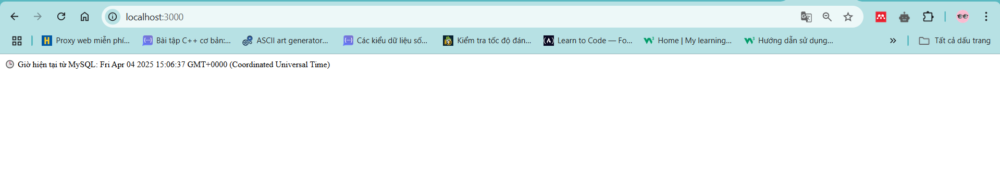 localhost:3000
Proxy web miễn phí... Bài tập C++ cơ bản:... ASCII art generator... Các kiểu dữ liệu số... Kiểm tra tốc độ đán... Learn to Code — Fo... Home | My learning... Hướng dẫn sử dụng... » Tất cả dấu trang
Giờ hiện tại từ MySQL: Fri Apr 04 2025 15:06:37 GMT+0000 (Coordinated Universal Time)